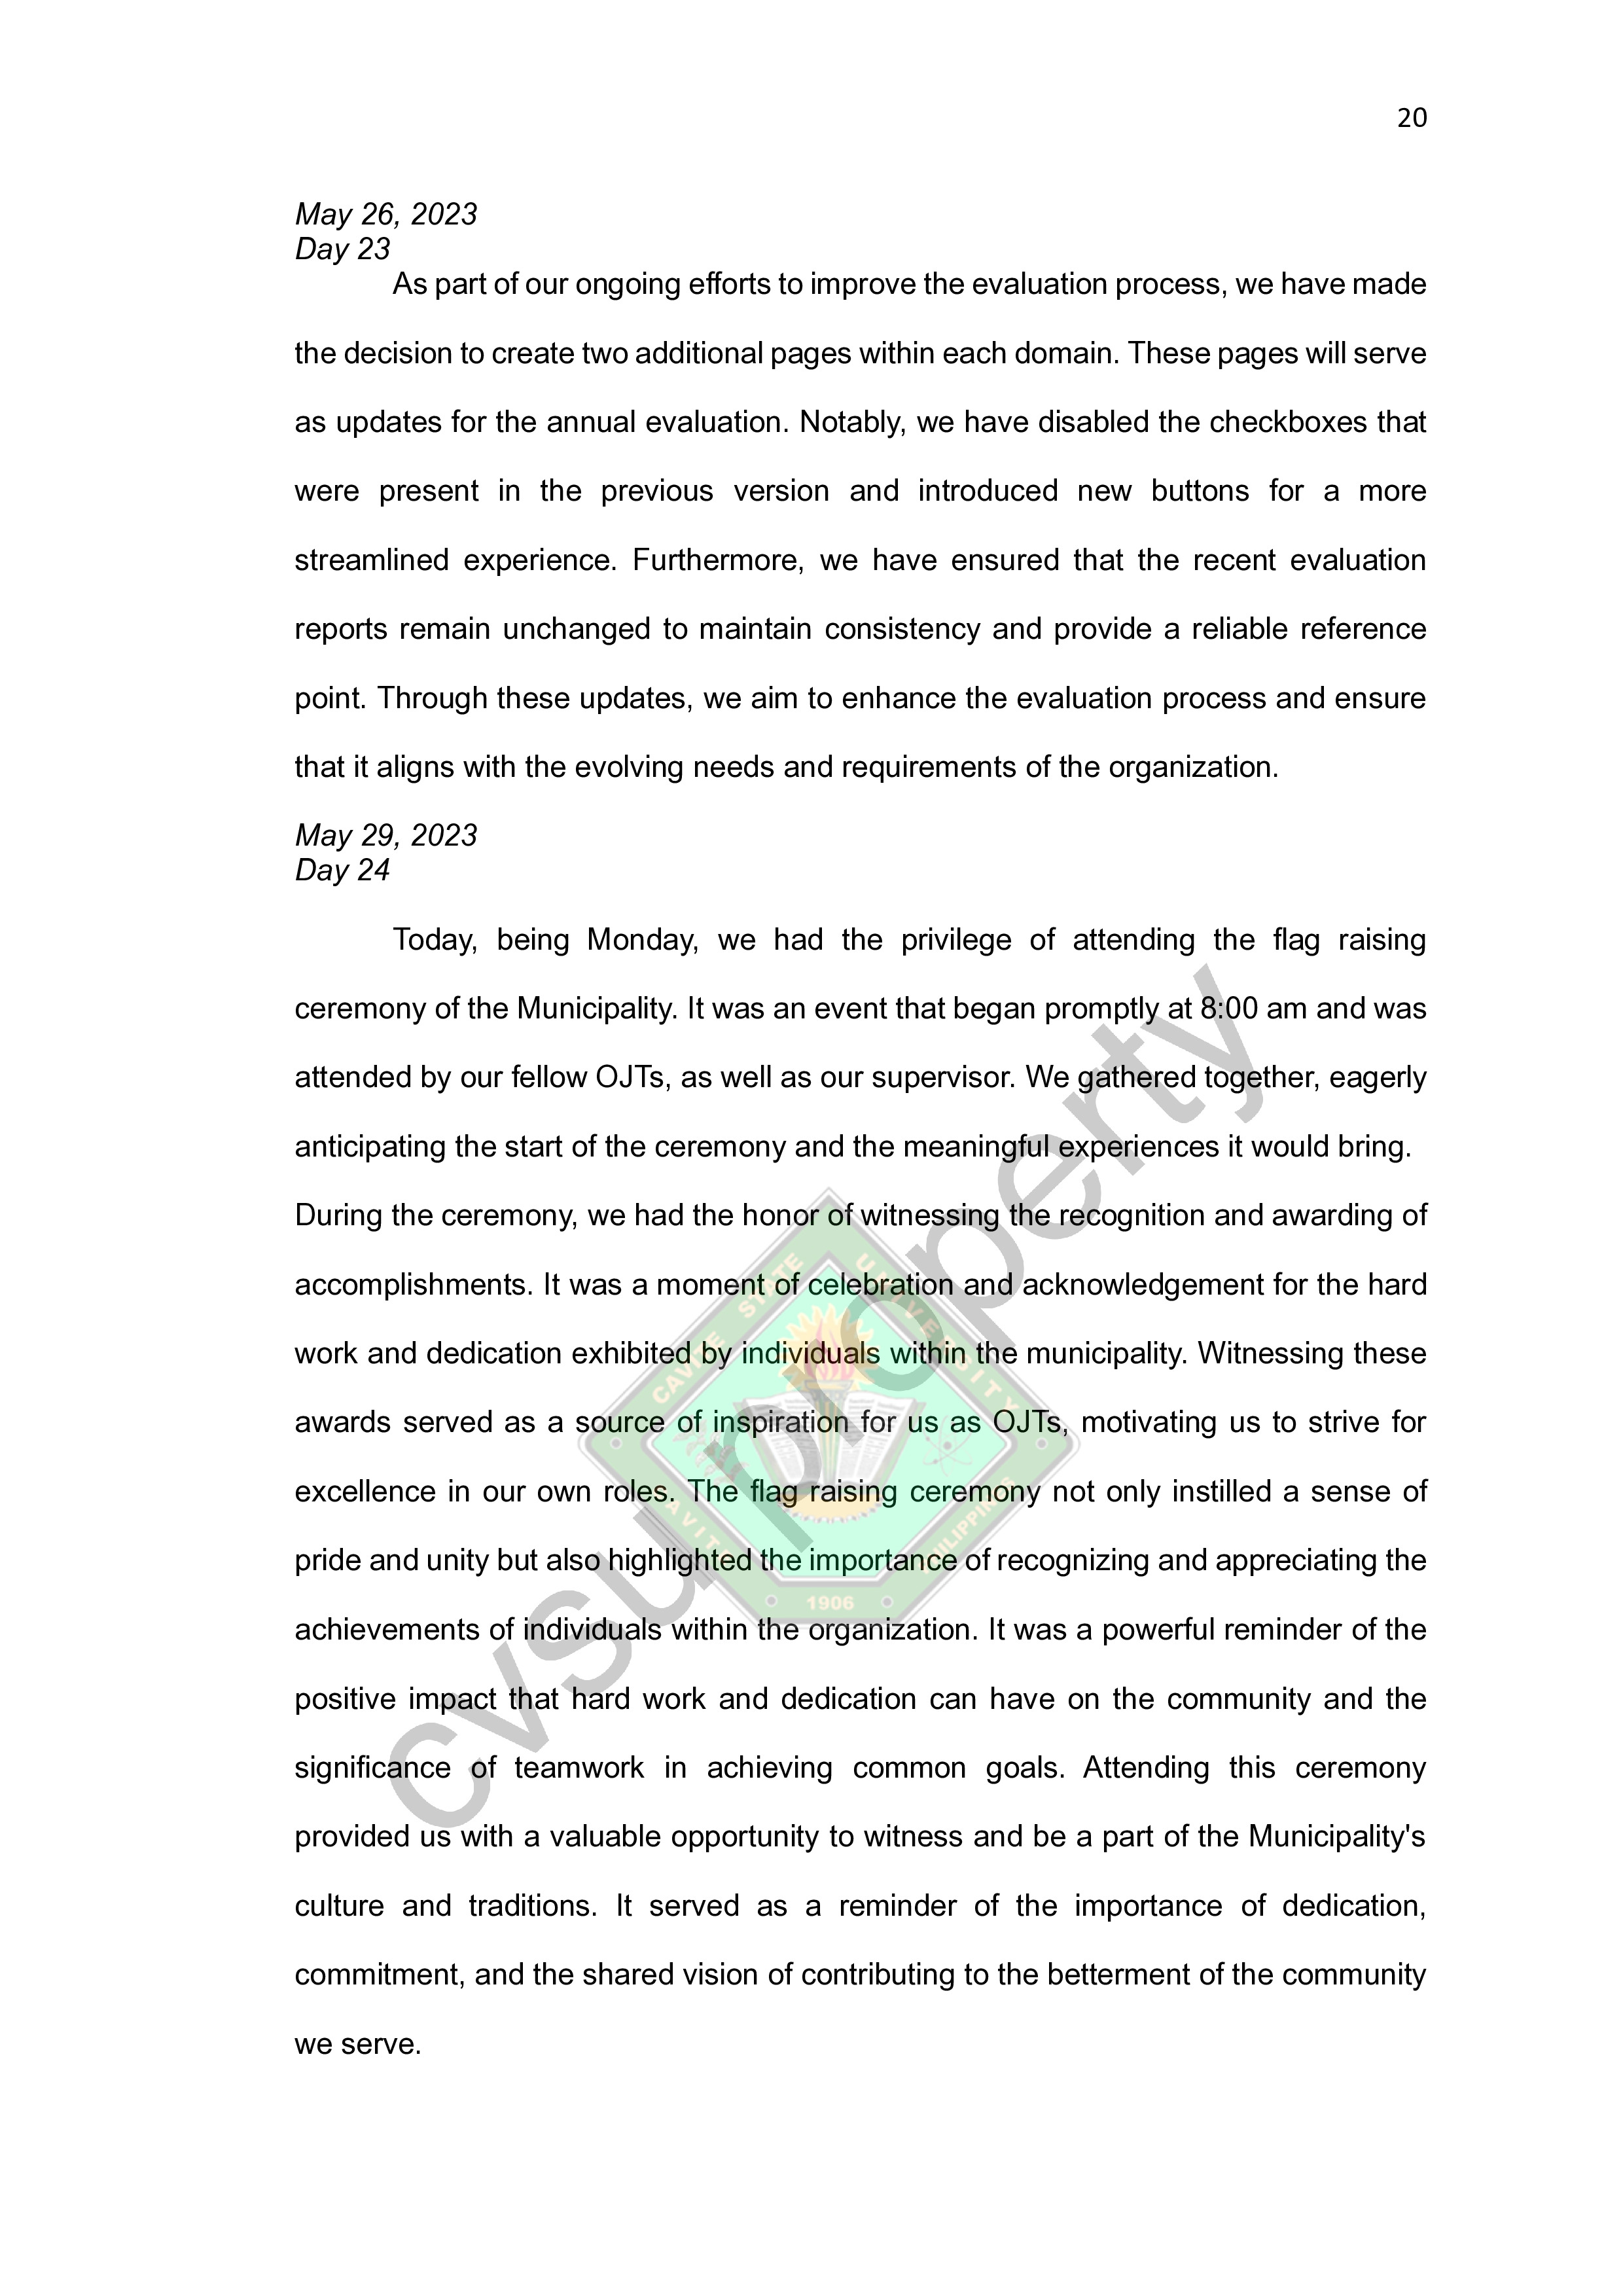 20
May 26, 2023
Day 23
As part of our ongoing efforts to improve the evaluation process, we have made
the decision to create two additional pages within each domain. These pages will serve
as updates for the annual evaluation. Notably, we have disabled the checkboxes that
were present in the previous version and introduced new buttons for a more
streamlined experience. Furthermore, we have ensured that the recent evaluation
reports remain unchanged to maintain consistency and provide a reliable reference
point. Through these updates, we aim to enhance the evaluation process and ensure
that it aligns with the evolving needs and requirements of the organization.
May 29, 2023
Day 24
Today, being Monday, we had the privilege of attending the flag raising
ceremony of the Municipality. It was an event that began promptly at 8:00 am and was
attended by our fellow OJTs, as well as our supervisor. We gathered together, eagerly
anticipating the start of the ceremony and the meaningful experiences it would bring.
During the ceremony, we had the honor of witnessing the recognition and awarding of
accomplishments. It was a moment of celebration and acknowledgement for the hard
work and dedication exhibited by individuals within the municipality. Witnessing these
awards served as a source of inspiration for us as OJTs, motivating us to strive for
excellence in our own roles. The flag raising ceremony not only instilled a sense of
pride and unity but also highlighted the importance of recognizing and appreciating the
achievements of individuals within the organization. It was a powerful reminder of the
positive impact that hard work and dedication can have on the community and the
significance of teamwork in achieving common goals. Attending this ceremony
provided us with a valuable opportunity to witness and be a part of the Municipality's
culture and traditions. It served as a reminder of the importance of dedication,
commitment, and the shared vision of contributing to the betterment of the community
we serve.
cvsu property
CAVITE STATE UNIVERSITY
CAVITE PHILIPPINES
1906